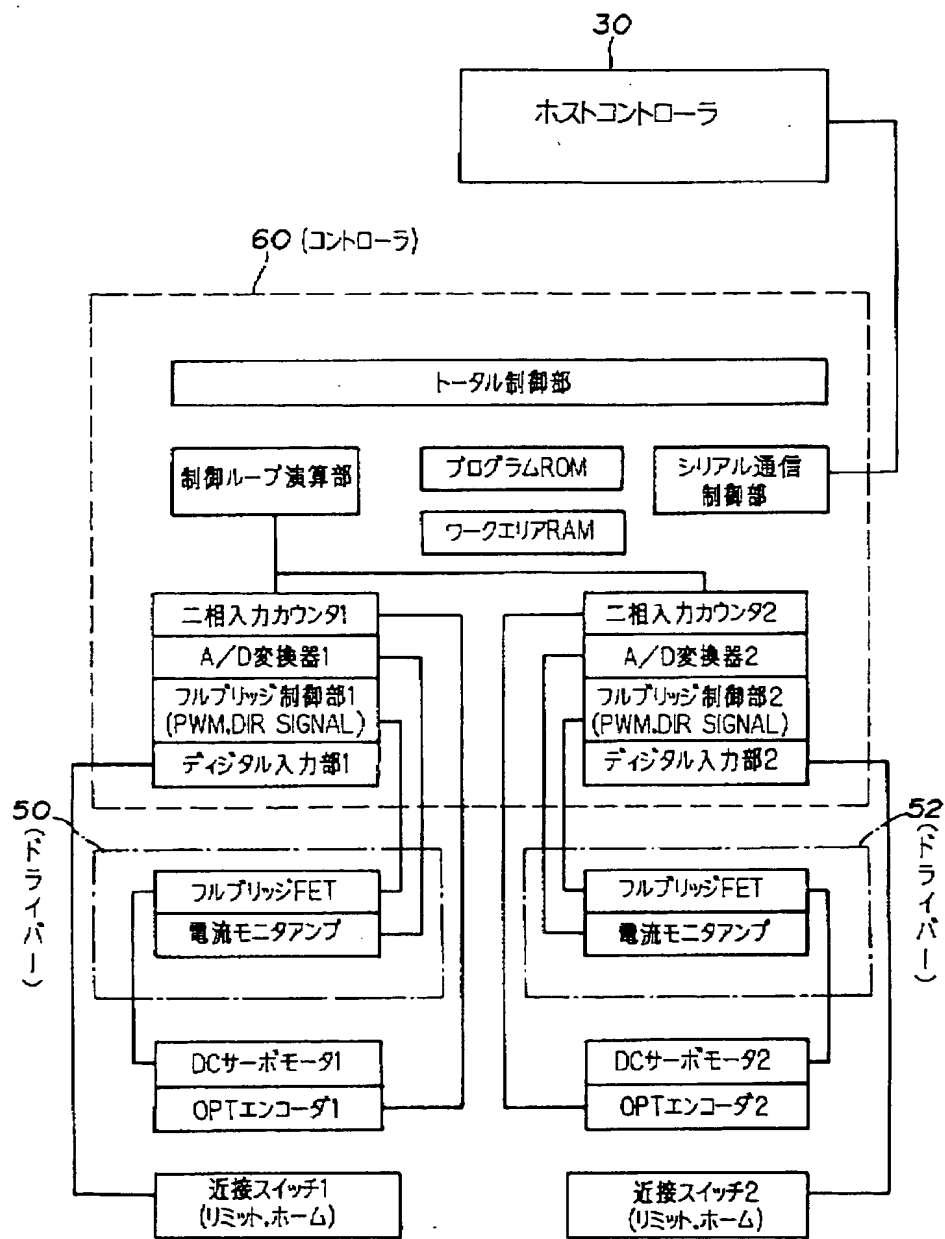 30
ホストコントローラ
60 (コントローラ)
トータル制御部
制御ループ演算部
プログラムROM
シリアル通信
制御部
ワークエリアRAM
二相入力カウンタ1
A/D変換器1
フルブリッジ制御部1
(PWM.DIR SIGNAL)
ディジタル入力部1
二相入力カウンタ2
A/D変換器2
フルブリッジ制御部2
(PWM.DIR SIGNAL)
ディジタル入力部2
50
(ドライバー)
フルブリッジFET
電流モニタアンプ
52
(ドライバー)
フルブリッジFET
電流モニタアンプ
DCサーボモータ1
OPTエンコーダ1
DCサーボモータ2
OPTエンコーダ2
近接スイッチ1
(リミット.ホーム)
近接スイッチ2
(リミット.ホーム)